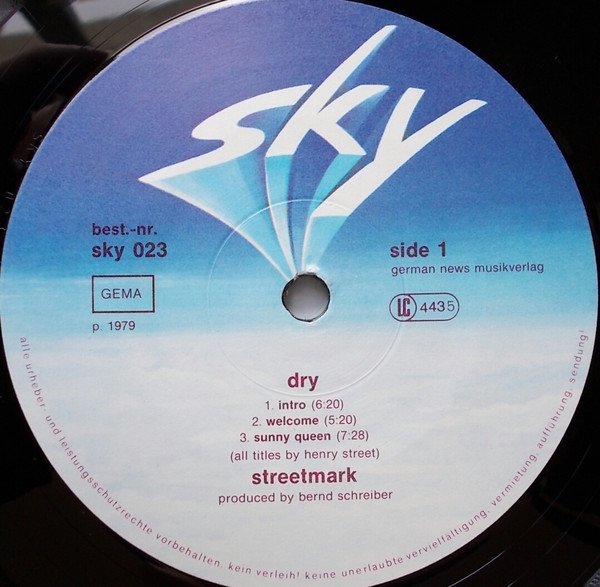 sky
best.-nr.
sky 023
side 1
german news musikverlag
GEMA
LC 4435
p. 1979
dry
1. intro (6:20)
2. welcome (5:20)
3. sunny queen (7:28)
(all titles by henry street)
streetmark
produced by bernd schreiber
alle urheber- und leistungsschutzrechte vorbehalten. kein verleih! keine unerlaubte vervielfältigung, vermietung, aufführung, sendung!